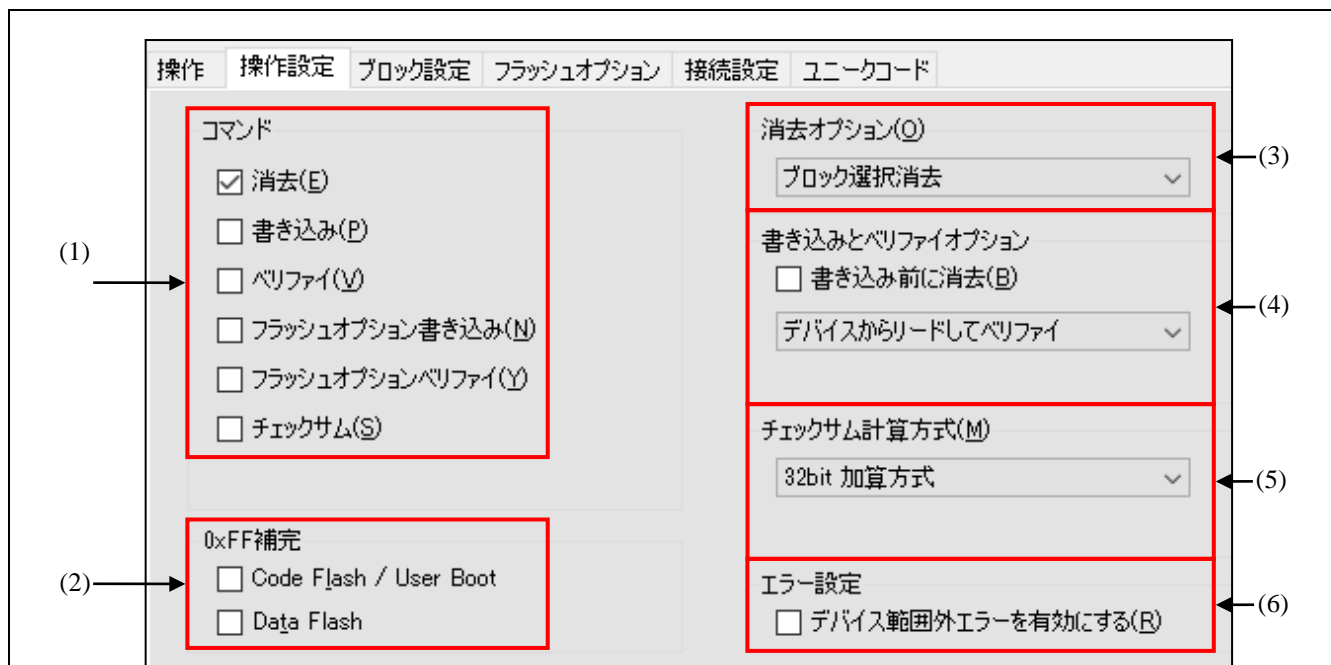 操作 操作設定 ブロック設定 フラッシュオプション 接続設定 ユニークコード
(1)
コマンド
消去(E)
書き込み(P)
ベリファイ(V)
フラッシュオプション書き込み(N)
フラッシュオプションベリファイ(Y)
チェックサム(S)
(2)
0xFF補完
Code Flash / User Boot
Data Flash
消去オプション(O)
ブロック選択消去
(3)
書き込みとベリファイオプション
書き込み前に消去(B)
デバイスからリードしてベリファイ
(4)
チェックサム計算方式(M)
32bit 加算方式
(5)
エラー設定
デバイス範囲外エラーを有効にする(R)
(6)